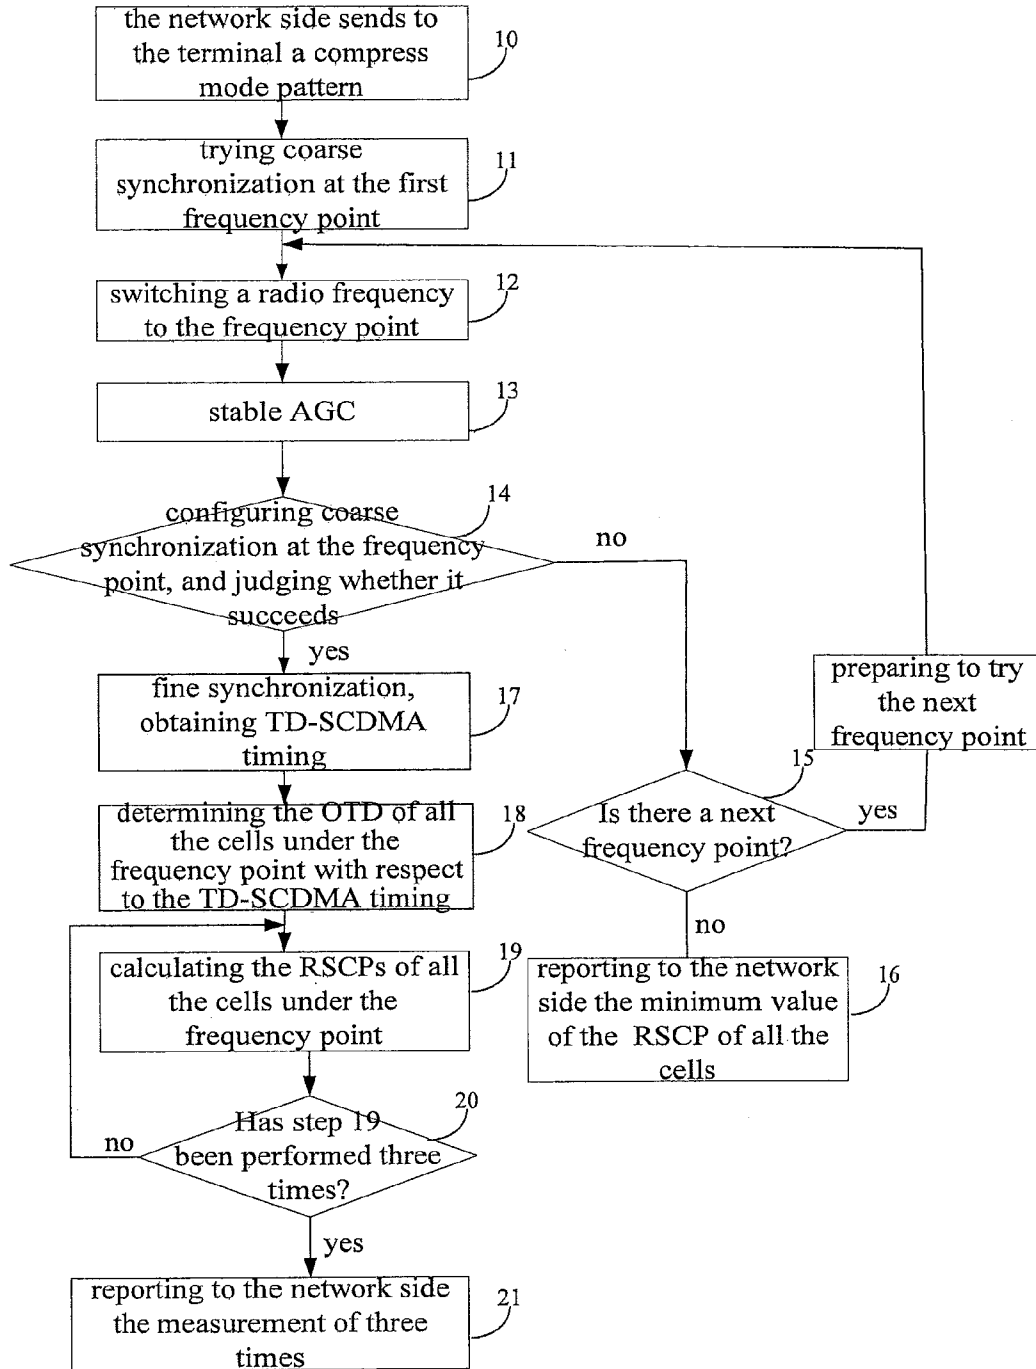 the network side sends to
the terminal a compress
mode pattern
10
trying coarse
synchronization at the first
frequency point
11
switching a radio frequency
to the frequency point
12
stable AGC
13
configuring coarse
synchronization at the frequency
point, and judging whether it
succeeds
14
no
yes
fine synchronization,
obtaining TD-SCDMA
timing
17
preparing to try
the next
frequency point
15
Is there a next
frequency point?
yes
no
determining the OTD of all
the cells under the
frequency point with respect
to the TD-SCDMA timing
18
calculating the RSCPs of all
the cells under the
frequency point
19
reporting to the network
side the minimum value
of the RSCP of all the
cells
16
Has step 19
been performed three
times?
20
no
yes
reporting to the network side
the measurement of three
times
21